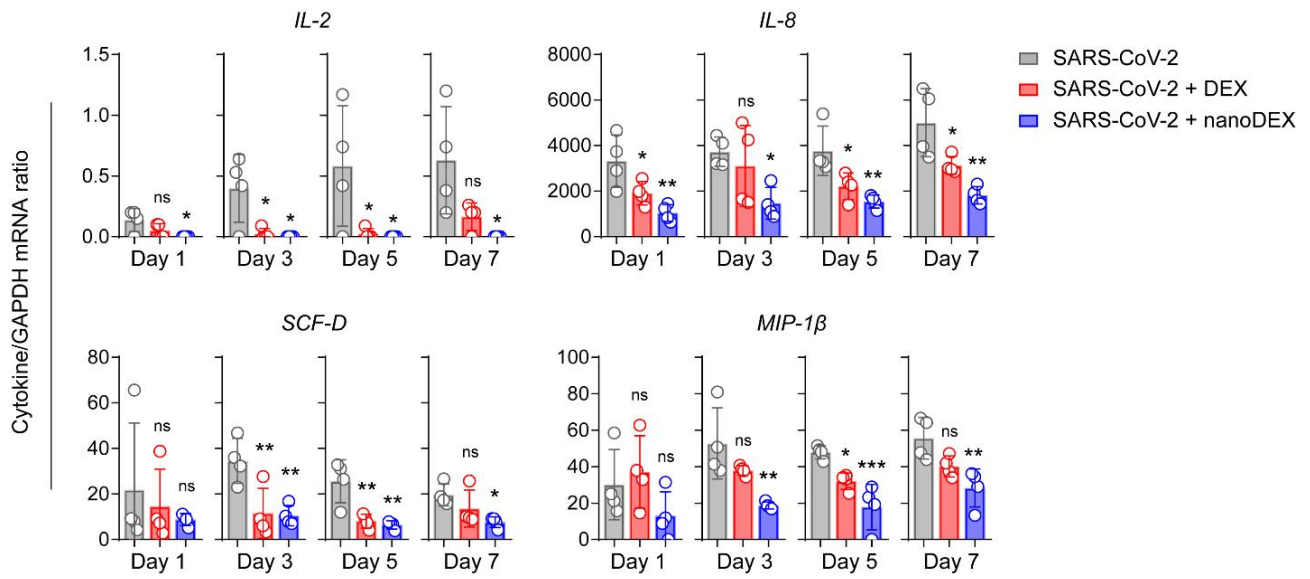 IL-2
1.5
1.0
0.5
0.0
ns
*
*
*
*
*
ns
*
Day 1
Day 3
Day 5
Day 7
IL-8
8000
6000
4000
2000
0
*
**
ns
*
*
**
*
**
Day 1
Day 3
Day 5
Day 7
SARS-CoV-2
SARS-CoV-2 + DEX
SARS-CoV-2 + nanoDEX
Cytokine/GAPDH mRNA ratio
SCF-D
80
60
40
20
0
ns
ns
**
**
**
**
ns
*
Day 1
Day 3
Day 5
Day 7
MIP-1β
100
80
60
40
20
0
ns
ns
ns
**
*
***
ns
**
Day 1
Day 3
Day 5
Day 7